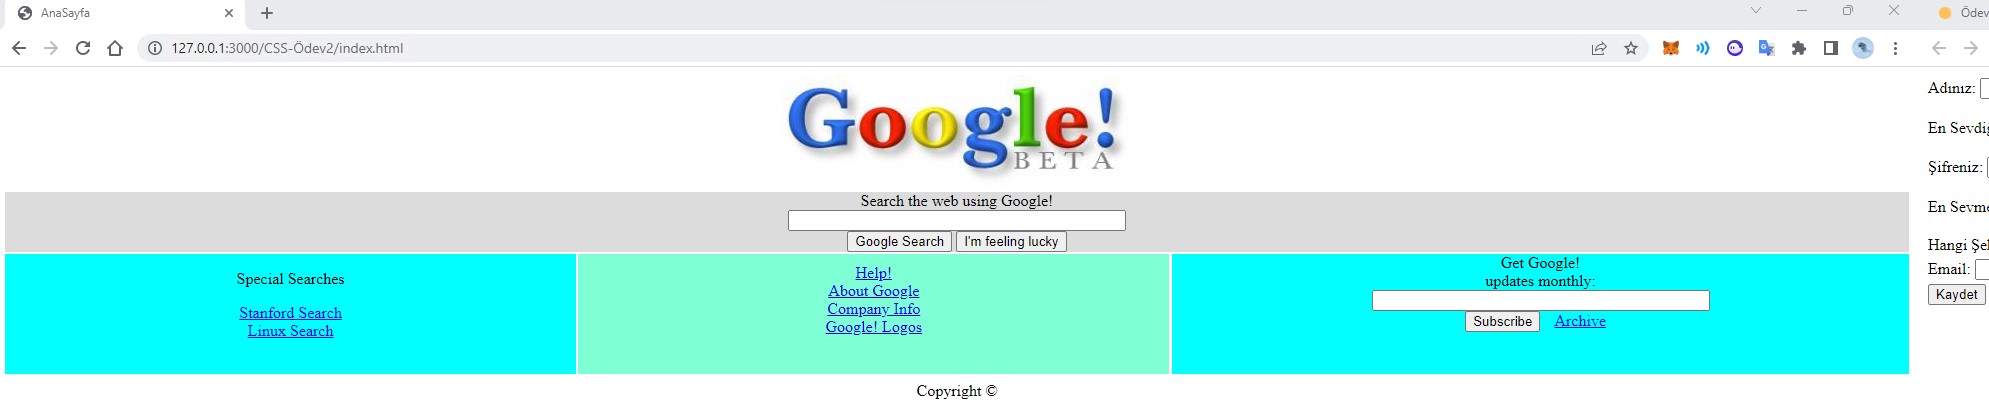 AnaSayfa
Ödev
127.0.0.1:3000/CSS-Ödev2/index.html
Google!
BETA
Search the web using Google!
Google Search I'm feeling lucky
Special Searches
Stanford Search
Linux Search
Help!
About Google
Company Info
Google! Logos
Get Google!
updates monthly:
Subscribe Archive
Copyright ©
Adınız:
En Sevdiğ
Şifreniz:
En Sevme
Hangi Şeh
Email:
Kaydet